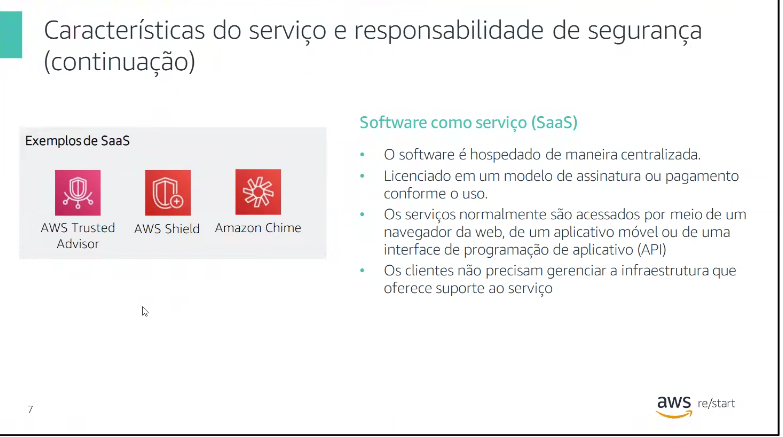 Características do serviço e responsabilidade de segurança
(continuação)
Exemplos de SaaS
AWS Trusted
Advisor
AWS Shield
Amazon Chime
Software como serviço (SaaS)
• O software é hospedado de maneira centralizada.
• Licenciado em um modelo de assinatura ou pagamento
conforme o uso.
• Os serviços normalmente são acessados por meio de um
navegador da web, de um aplicativo móvel ou de uma
interface de programação de aplicativo (API)
• Os clientes não precisam gerenciar a infraestrutura que
oferece suporte ao serviço
7
aws re/start